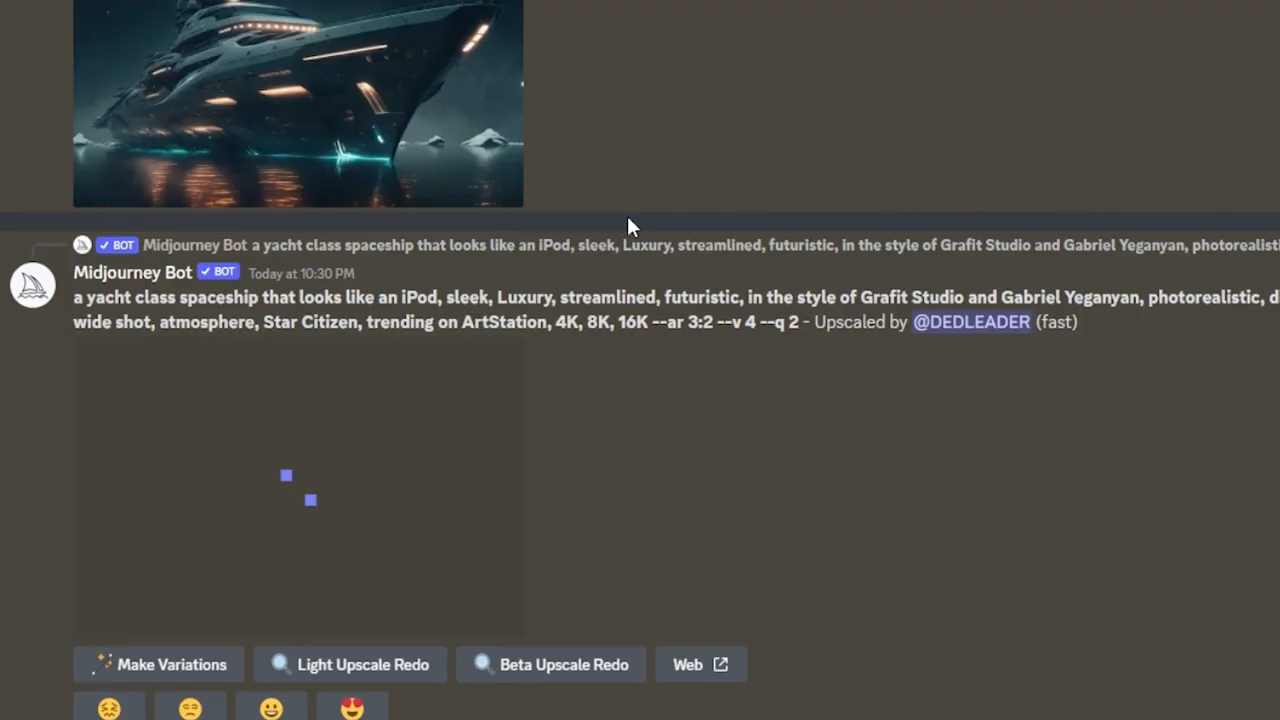 ✓ BOT Midjourney Bot a yacht class spaceship that looks like an iPod, sleek, Luxury, streamlined, futuristic, in the style of Grafit Studio and Gabriel Yeganyan, photorealisti
Midjourney Bot ✓ BOT Today at 10:30 PM
a yacht class spaceship that looks like an iPod, sleek, Luxury, streamlined, futuristic, in the style of Grafit Studio and Gabriel Yeganyan, photorealistic, d
wide shot, atmosphere, Star Citizen, trending on ArtStation, 4K, 8K, 16K --ar 3:2 --v 4 --q 2 - Upscaled by @DEDLEADER (fast)
Make Variations Light Upscale Redo Beta Upscale Redo Web